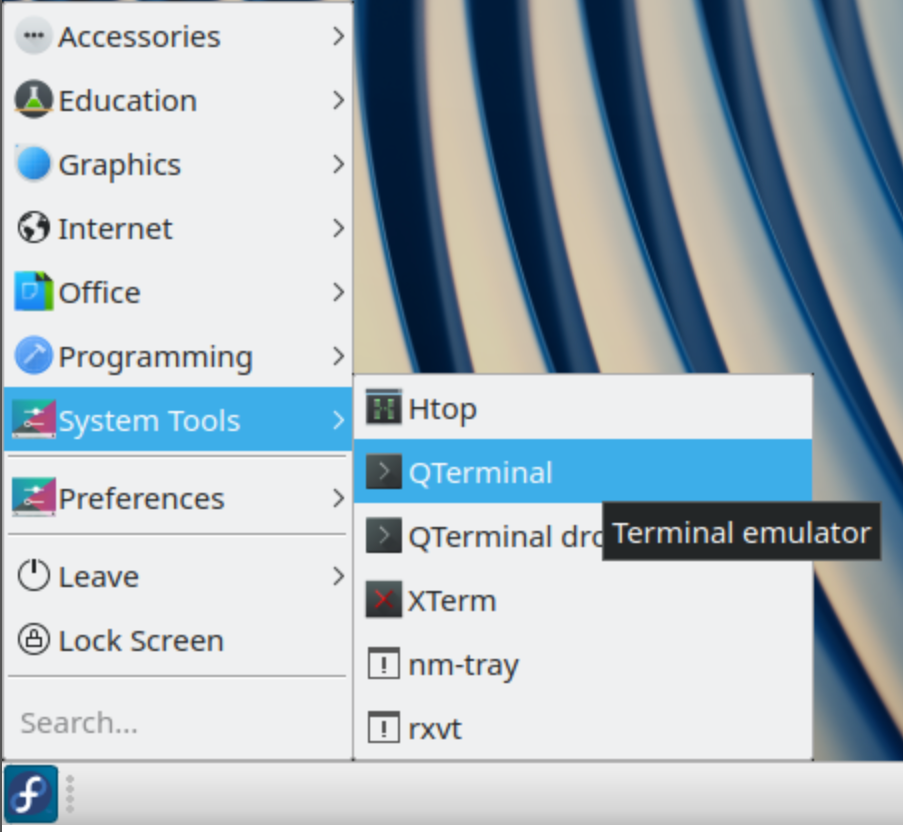 Accessories
Education
Graphics
Internet
Office
Programming
System Tools
Preferences
Leave
Lock Screen
Search...
Htop
QTerminal
QTerminal
Terminal emulator
XTerm
nm-tray
rxvt